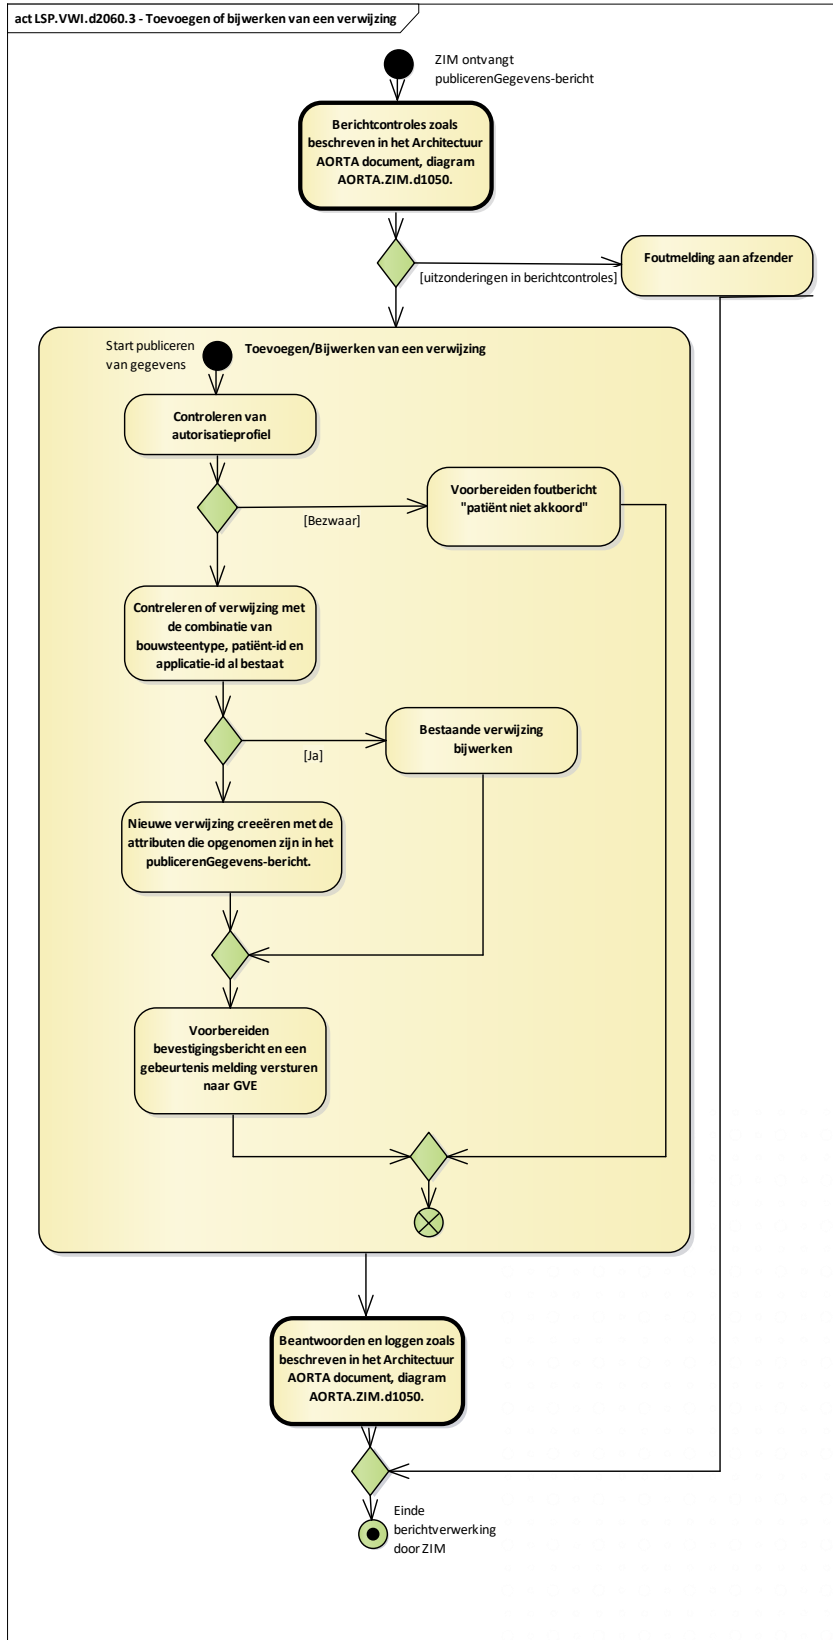 act LSP.VWI.d2060.3 - Toevoegen of bijwerken van een verwijzing
ZIM ontvangt
publicerenGegevens-bericht
Berichtcontroles zoals
beschreven in het Architectuur
AORTA document, diagram
AORTA.ZIM.d1050.
Foutmelding aan afzender
[uitzonderingen in berichtcontroles]
Start publiceren
van gegevens
Toevoegen/Bijwerken van een verwijzing
Controleren van
autorisatieprofiel
Voorbereiden foutbericht
"patiënt niet akkoord"
[Bezwaar]
Contreleren of verwijzing met
de combinatie van
bouwsteentype, patiënt-id en
applicatie-id al bestaat
Bestaande verwijzing
bijwerken
[Ja]
Nieuwe verwijzing creeëren met de
attributen die opgenomen zijn in het
publicerenGegevens-bericht.
Voorbereiden
bevestigingsbericht en een
gebeurtenis melding versturen
naar GVE
Beantwoorden en loggen zoals
beschreven in het Architectuur
AORTA document, diagram
AORTA.ZIM.d1050.
Einde
berichtverwerking
door ZIM